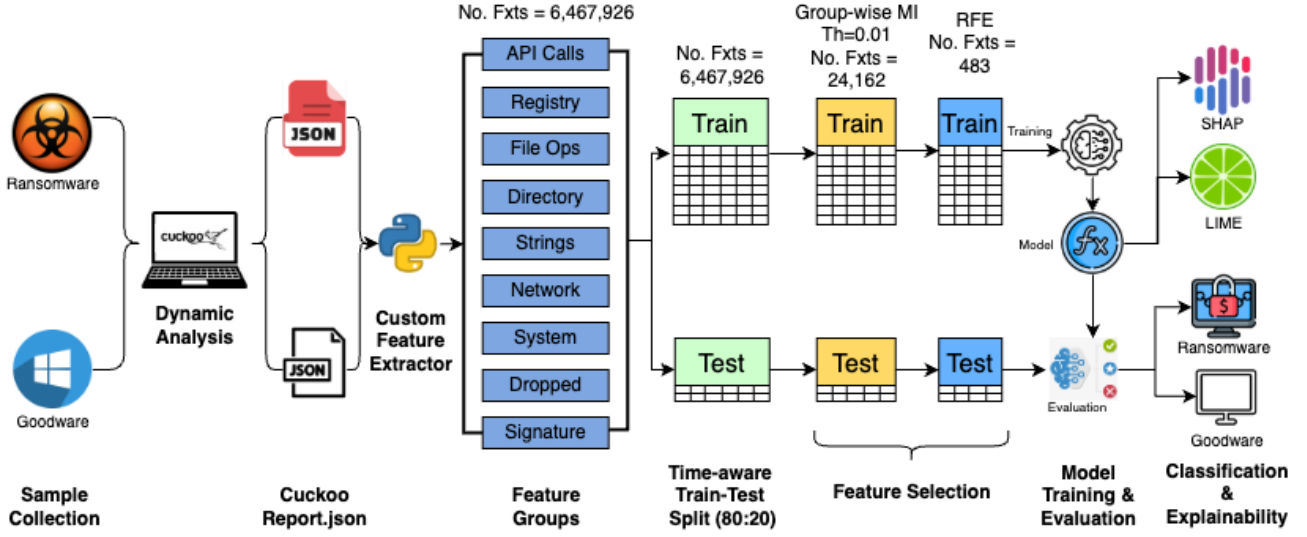 No. Fxts = 6,467,926
API Calls
Registry
File Ops
Directory
Strings
Network
System
Dropped
Signature
Ransomware
Goodware
cuckoo
Dynamic
Analysis
JSON
JSON
Custom
Feature
Extractor
No. Fxts =
6,467,926
Train
Test
Group-wise MI
Th=0.01
No. Fxts =
24,162
Train
Test
RFE
No. Fxts =
483
Train
Test
Training
Model
fx
Evaluation
SHAP
LIME
$
Ransomware
Goodware
Sample
Collection
Cuckoo
Report.json
Feature
Groups
Time-aware
Train-Test
Split (80:20)
Feature Selection
Model
Training &
Evaluation
Classification
&
Explainability